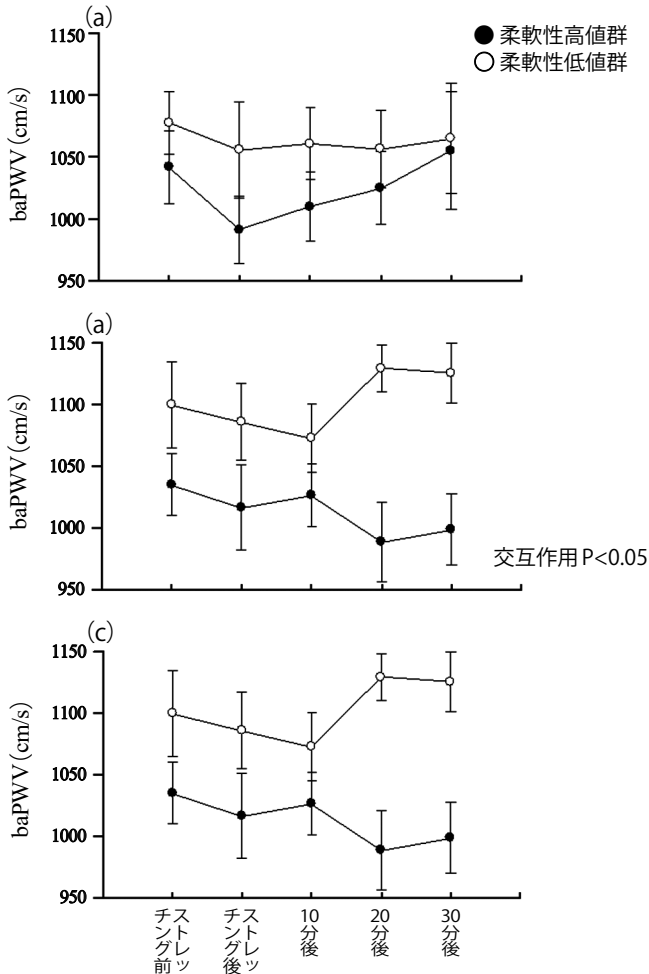 (a)
1150
1100
1050
1000
950
baPWV(cm/s)
柔軟性高値群
柔軟性低値群
(a)
1150
1100
1050
1000
950
baPWV(cm/s)
交互作用P<0.05
(c)
1150
1100
1050
1000
950
baPWV(cm/s)
ストレッ
チング前
ストレッ
チング後
10分後
20分後
30分後